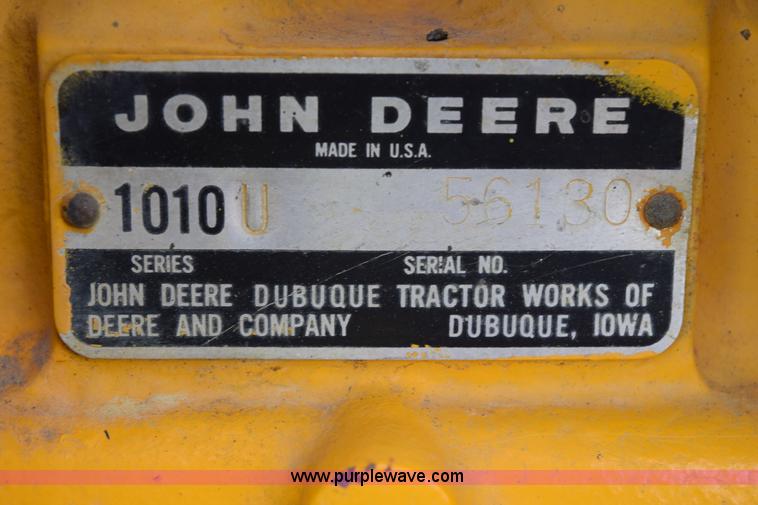 JOHN DEERE
MADE IN U.S.A.
1010 U 56130
SERIES SERIAL NO.
JOHN DEERE DUBUQUE TRACTOR WORKS OF
DEERE AND COMPANY DUBUQUE, IOWA
www.purplewave.com